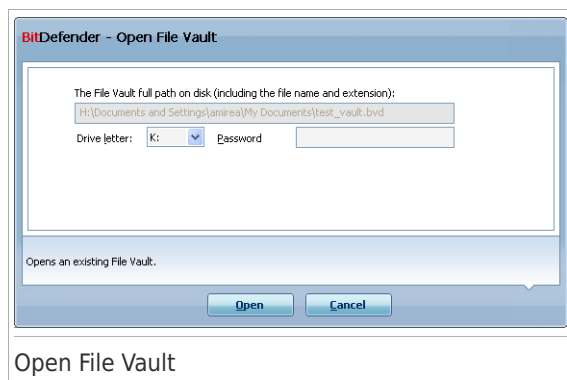 BitDefender - Open File Vault
The File Vault full path on disk (including the file name and extension):
H:\Documents and Settings\amirea\My Documents\test_vault.bvd
Drive letter: K: Password
Opens an existing File Vault.
Open Cancel
Open File Vault